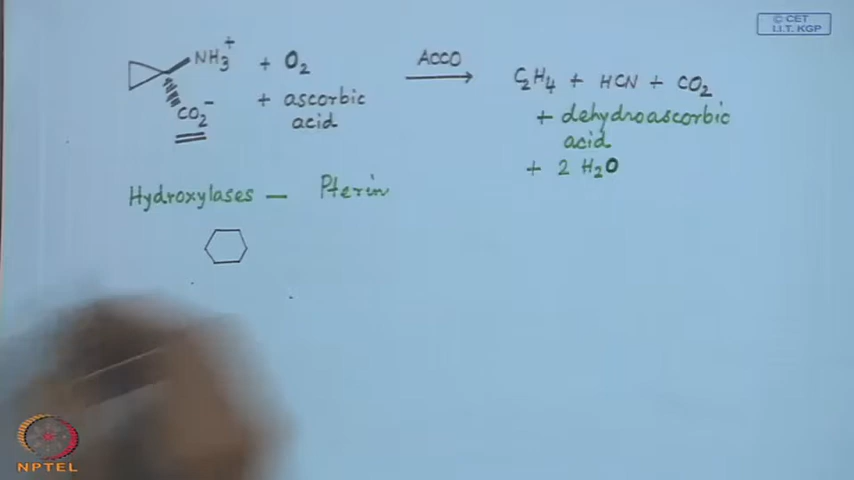 © CET
I.I.T. KGP
NH3+ + O2 ACCO C2H4 + HCN + CO2
CO2− + ascorbic acid + dehydroascorbic acid
+ 2 H2O
Hydroxylases — Pterin
NPTEL